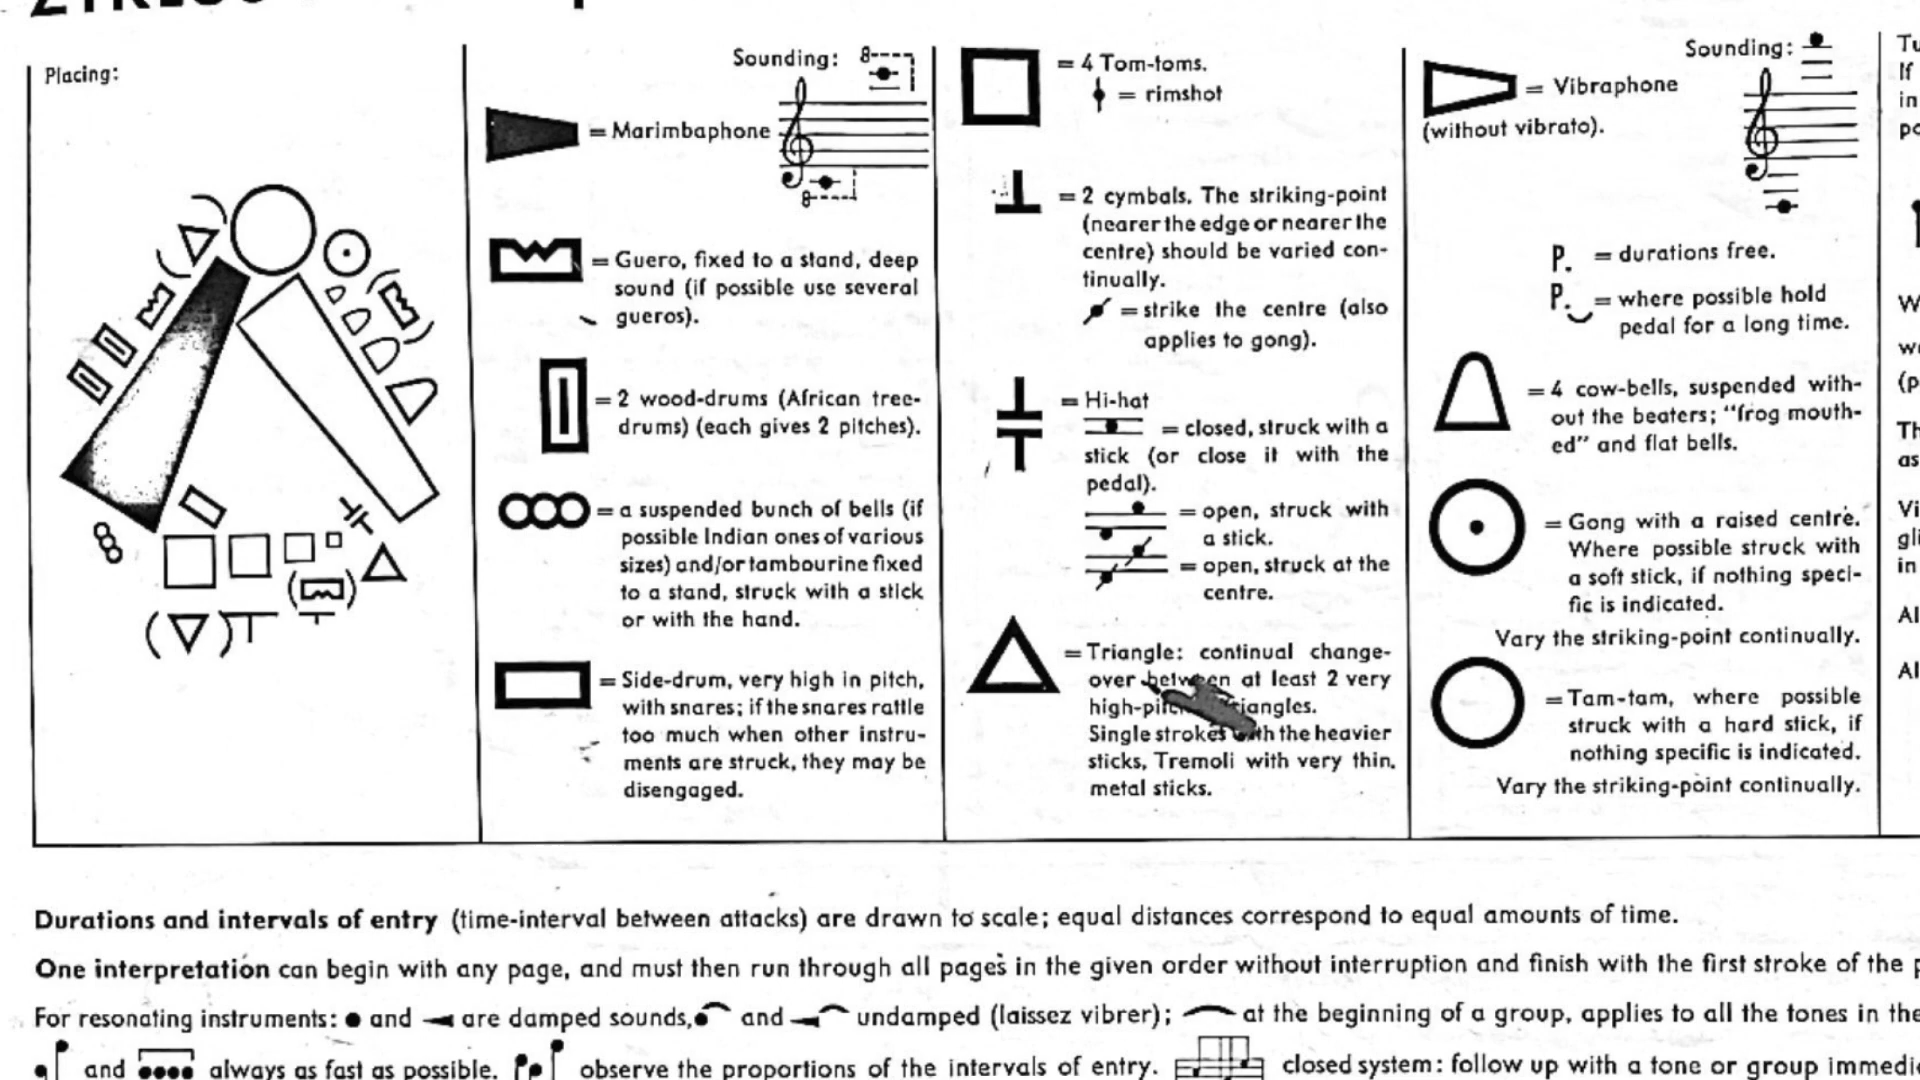 Placing:
Sounding: 8
= Marimbaphone
8
= Guero, fixed to a stand, deep
sound (if possible use several
gueros).
= 2 wood-drums (African tree-
drums) (each gives 2 pitches).
= a suspended bunch of bells (if
possible Indian ones of various
sizes) and/or tambourine fixed
to a stand, struck with a stick
or with the hand.
= Side-drum, very high in pitch,
with snares; if the snares rattle
too much when other instru-
ments are struck, they may be
disengaged.
= 4 Tom-toms.
= rimshot
= 2 cymbals. The striking-point
(nearer the edge or nearer the
centre) should be varied con-
tinually.
= strike the centre (also
applies to gong).
= Hi-hat
= closed, struck with a
stick (or close it with the
pedal).
= open, struck with
a stick.
= open, struck at the
centre.
= Triangle: continual change-
over between at least 2 very
Single strokes with the heavier
sticks, Tremoli with very thin,
metal sticks.
Sounding:
= Vibraphone
(without vibrato).
P. = durations free.
P. = where possible hold
pedal for a long time.
= 4 cow-bells, suspended with-
out the beaters; "frog mouth-
ed" and flat bells.
= Gong with a raised centre.
Where possible struck with
a soft stick, if nothing speci-
fic is indicated.
Vary the striking-point continually.
= Tam-tam, where possible
struck with a hard stick, if
nothing specific is indicated.
Vary the striking-point continually.
If
in
Durations and intervals of entry (time-interval between attacks) are drawn to scale; equal distances correspond to equal amounts of time.
One interpretation can begin with any page, and must then run through all pages in the given order without interruption and finish with the first stroke of the
For resonating instruments: and are damped sounds, and undamped (laissez vibrer); at the beginning of a group, applies to all the tones in the
and always as fast as possible. observe the proportions of the intervals of entry. closed system: follow up with a tone or group